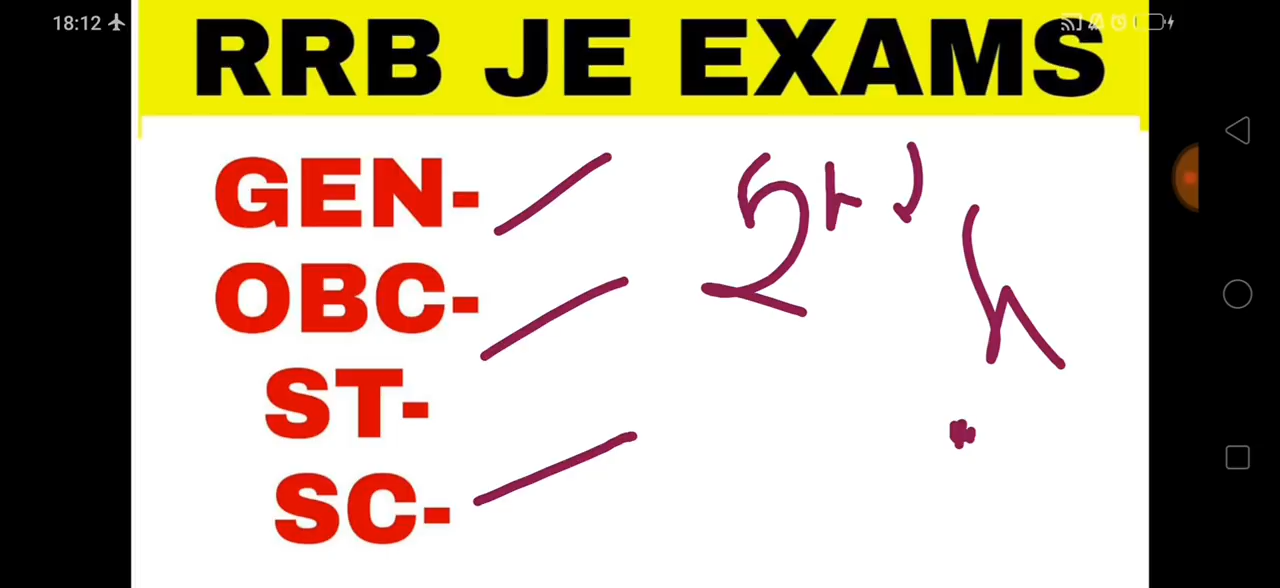 18:12
RRB JE EXAMS
GEN-
OBC-
ST-
SC-